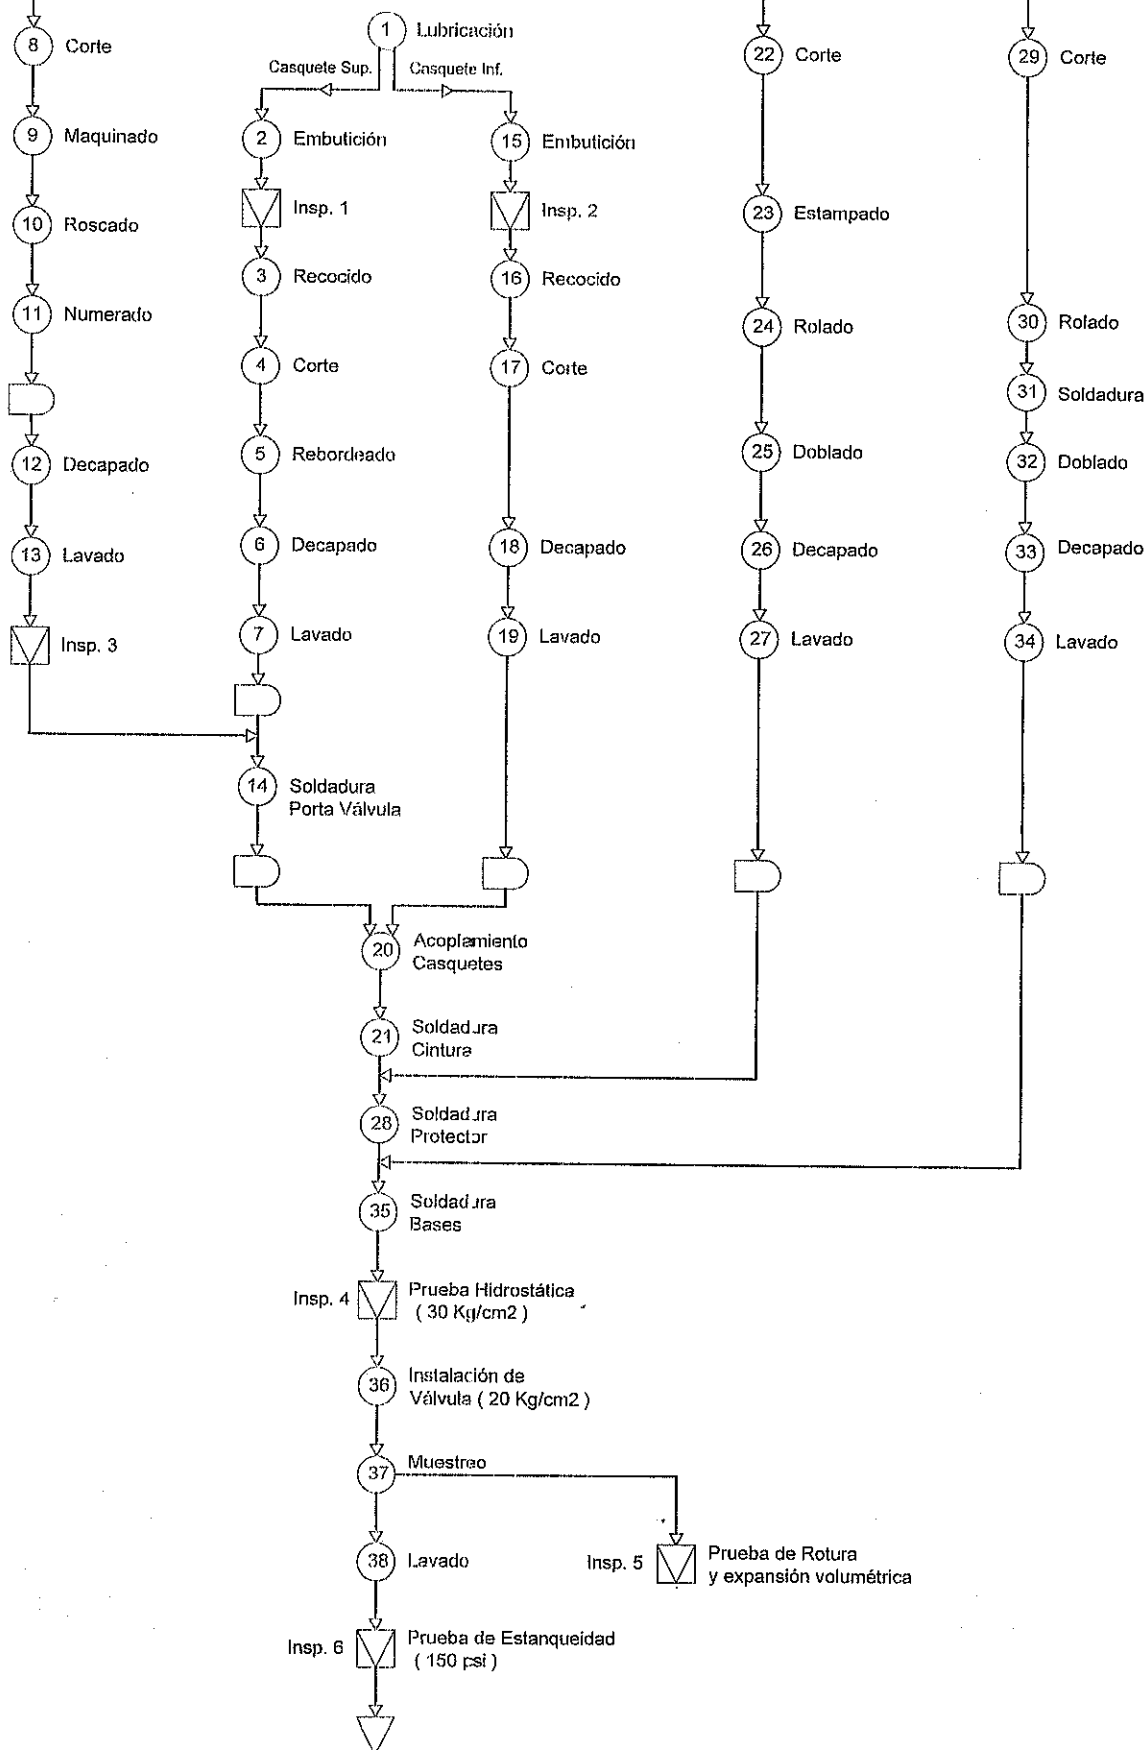 8 Corte
9 Maquinado
10 Roscado
11 Numerado
12 Decapado
13 Lavado
Insp. 3
1 Lubricación
Casquete Sup.
Casquete Inf.
2 Embutición
Insp. 1
3 Recocido
4 Corte
5 Rebordeado
6 Decapado
7 Lavado
14 Soldadura
Porta Válvula
15 Embutición
Insp. 2
16 Recocido
17 Corte
18 Decapado
19 Lavado
22 Corte
23 Estampado
24 Rolado
25 Doblado
26 Decapado
27 Lavado
29 Corte
30 Rolado
31 Soldadura
32 Doblado
33 Decapado
34 Lavado
20 Acoplamiento
Casquetes
21 Soldadura
Cintura
28 Soldadura
Protector
35 Soldadura
Bases
Insp. 4 Prueba Hidrostática
( 30 Kg/cm2 )
36 Instalación de
Válvula ( 20 Kg/cm2 )
37 Muestreo
38 Lavado
Insp. 5 Prueba de Rotura
y expansión volumétrica
Insp. 6 Prueba de Estanqueidad
( 150 psi )